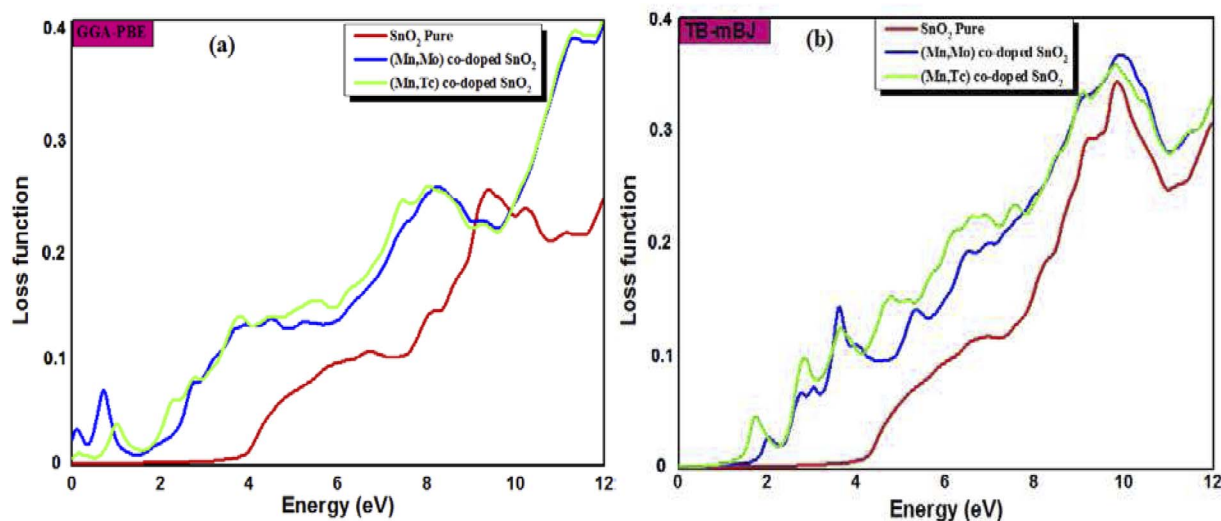 GGA-PBE
(a)
SnO₂ Pure
(Mn,Mo) co-doped SnO₂
(Mn,Tc) co-doped SnO₂
0.4
0.3
0.2
0.1
0
Loss function
0 2 4 6 8 10 12
Energy (eV)
TB-mBJ
(b)
SnO₂ Pure
(Mn,Mo) co-doped SnO₂
(Mn,Tc) co-doped SnO₂
0.4
0.3
0.2
0.1
0
Loss function
0 2 4 6 8 10 12
Energy (eV)